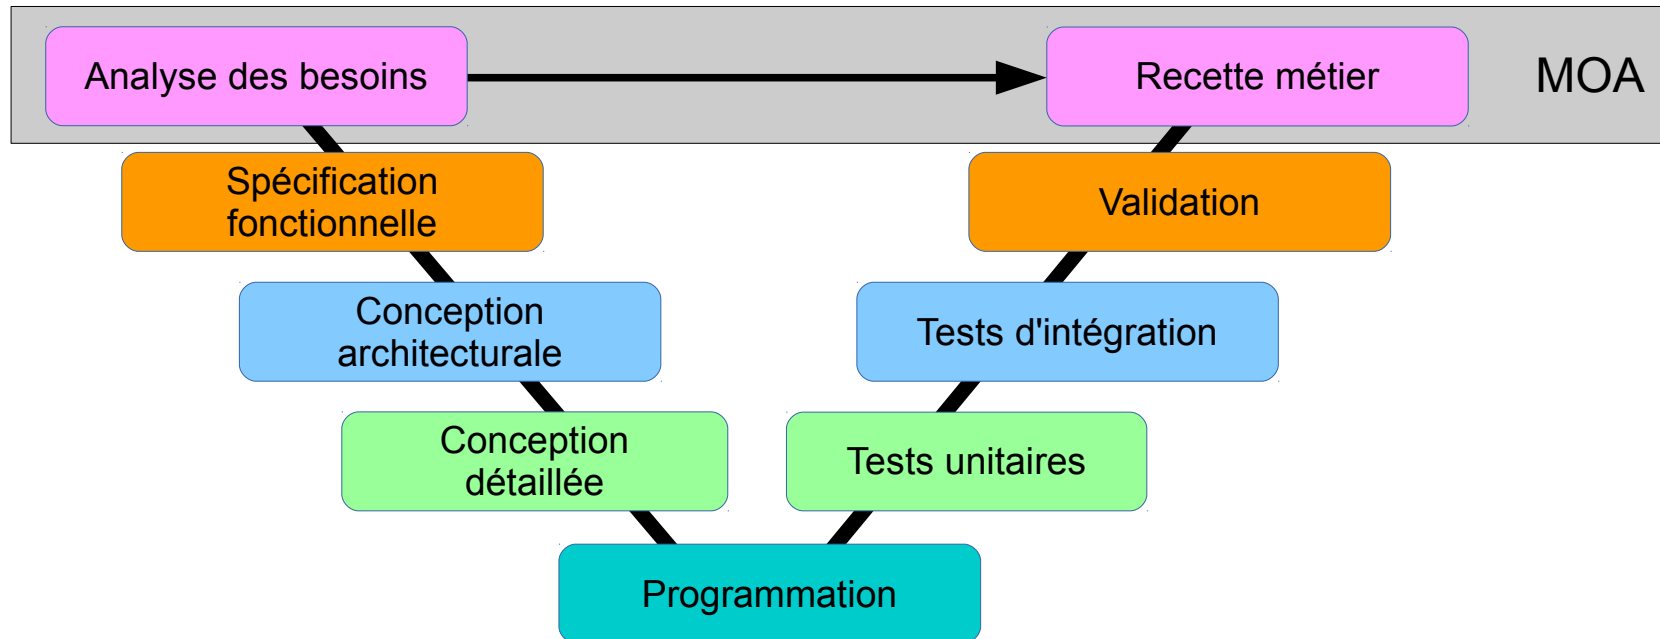 Analyse des besoins
Recette métier
MOA
Spécification
fonctionnelle
Validation
Conception
architecturale
Tests d'intégration
Conception
détaillée
Tests unitaires
Programmation